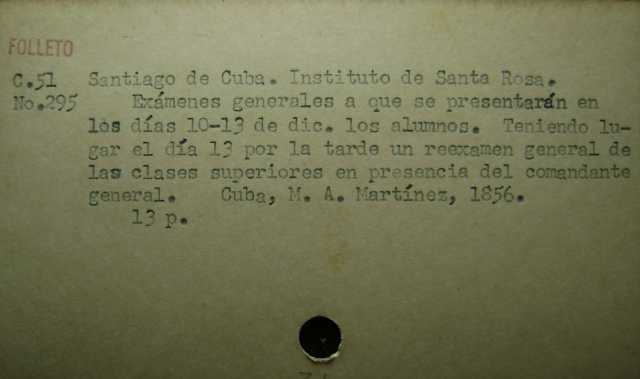 FOLLETO
C.51 Santiago de Cuba. Instituto de Santa Rosa.
No.295 Exámenes generales a que se presentarán en
los días 10-13 de dic. los alumnos. Teniendo lu-
gar el día 13 por la tarde un reexamen general de
las clases superiores en presencia del comandante
general. Cuba, M. A. Martínez, 1856.
13 p.